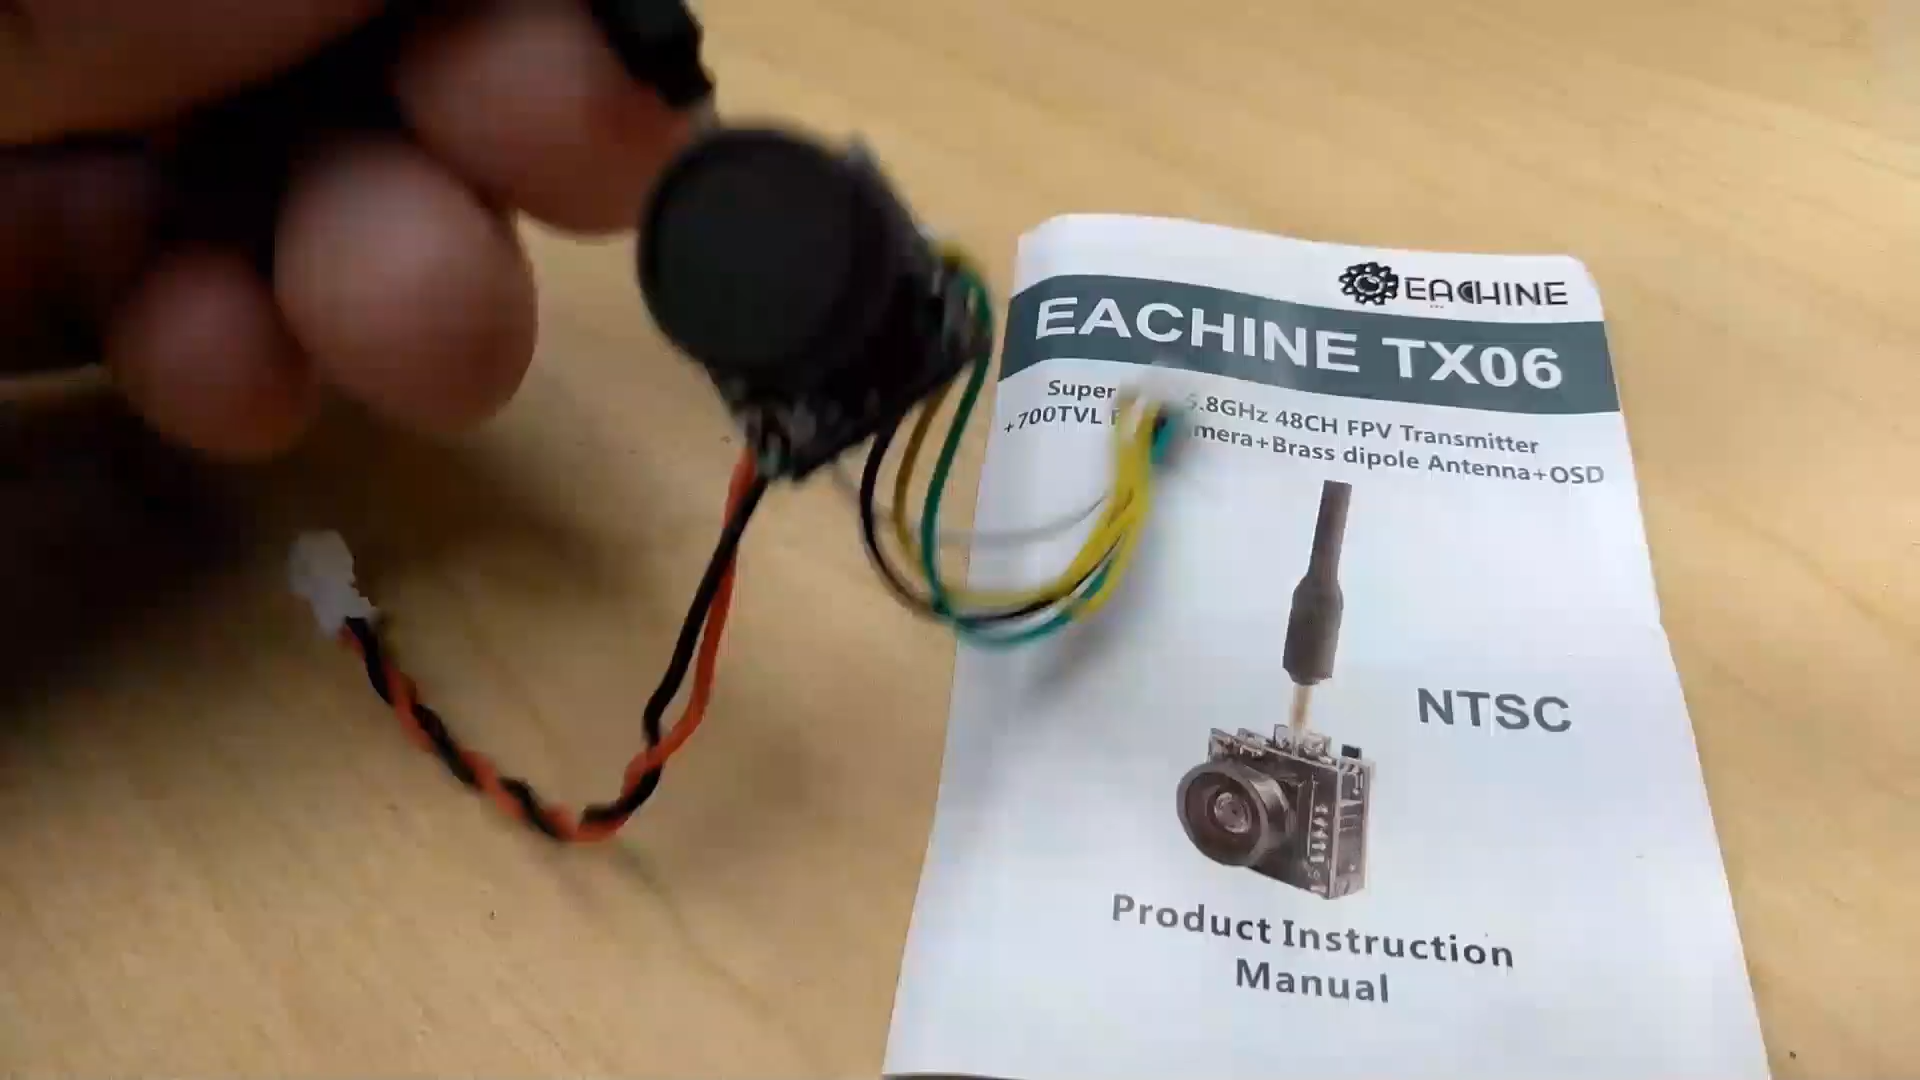 EACHINE
EACHINE TX06
Super 5.8GHz 48CH FPV Transmitter
+700TVL mera+Brass dipole Antenna+OSD
NTSC
Product Instruction
Manual